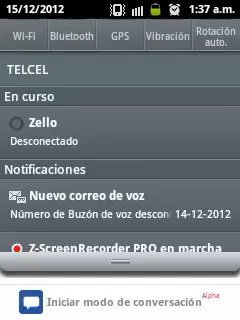 15/12/2012 1:37 a.m.
Wi-Fi Bluetooth GPS Vibración Rotación auto.
TELCEL
En curso
Zello
Desconectado
Notificaciones
Nuevo correo de voz
Número de Buzón de voz descon 14-12-2012
Z-ScreenRecorder PRO en marcha
Iniciar modo de conversación Alpha